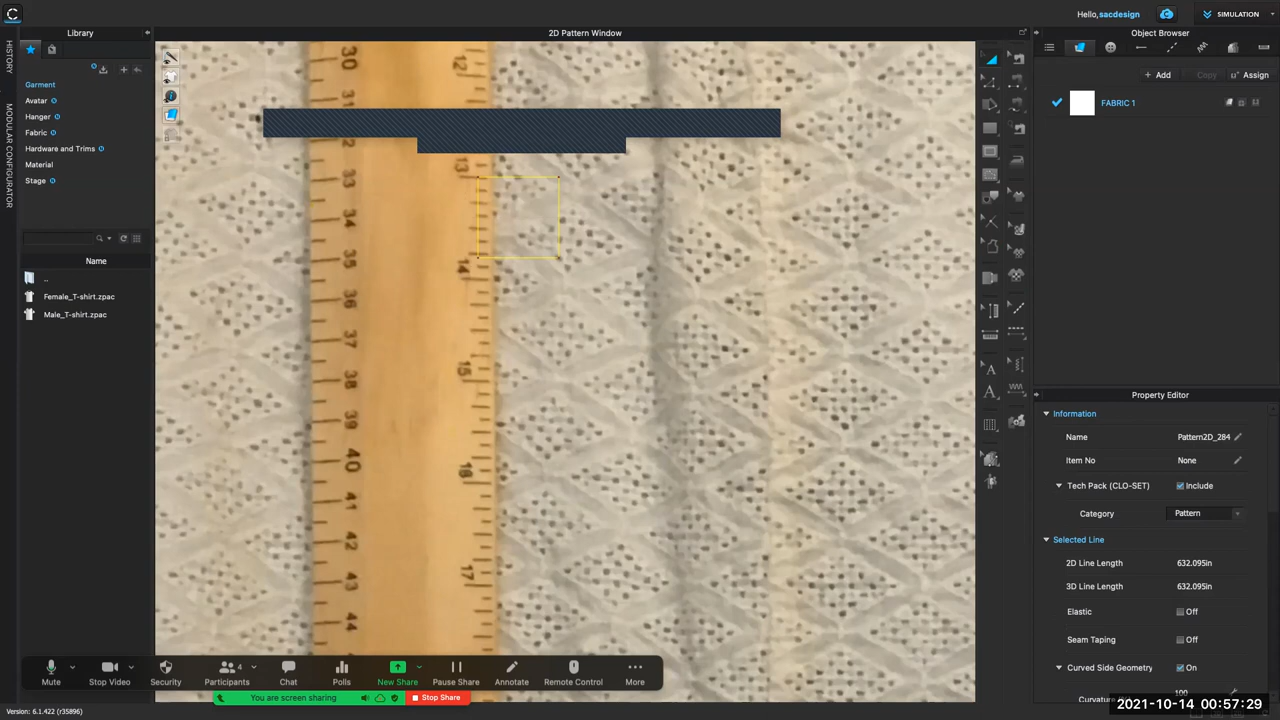 Hello, sacdesign
SIMULATION
HISTORY
MODULAR CONFIGURATOR
Library
Garment
Avatar
Hanger
Fabric
Hardware and Trims
Material
Stage
Name
..
Female_T-shirt.zpac
Male_T-shirt.zpac
2D Pattern Window
30
31
2
33
34
35
36
37
38
39
40
41
42
43
44
12
13
14
15
16
17
Object Browser
+ Add
Copy
Assign
FABRIC 1
Property Editor
Information
Name Pattern2D_284
Item No None
Tech Pack (CLO-SET) Include
Category Pattern
Selected Line
2D Line Length 632.095in
3D Line Length 632.095in
Elastic Off
Seam Taping Off
Curved Side Geometry On
Curvature 100
Mute
Stop Video
Security
Participants 4
Chat
Polls
New Share
Pause Share
Annotate
Remote Control
More
You are screen sharing
Stop Share
Version: 6.1.422 (r35896)
2021-10-14 00:57:29